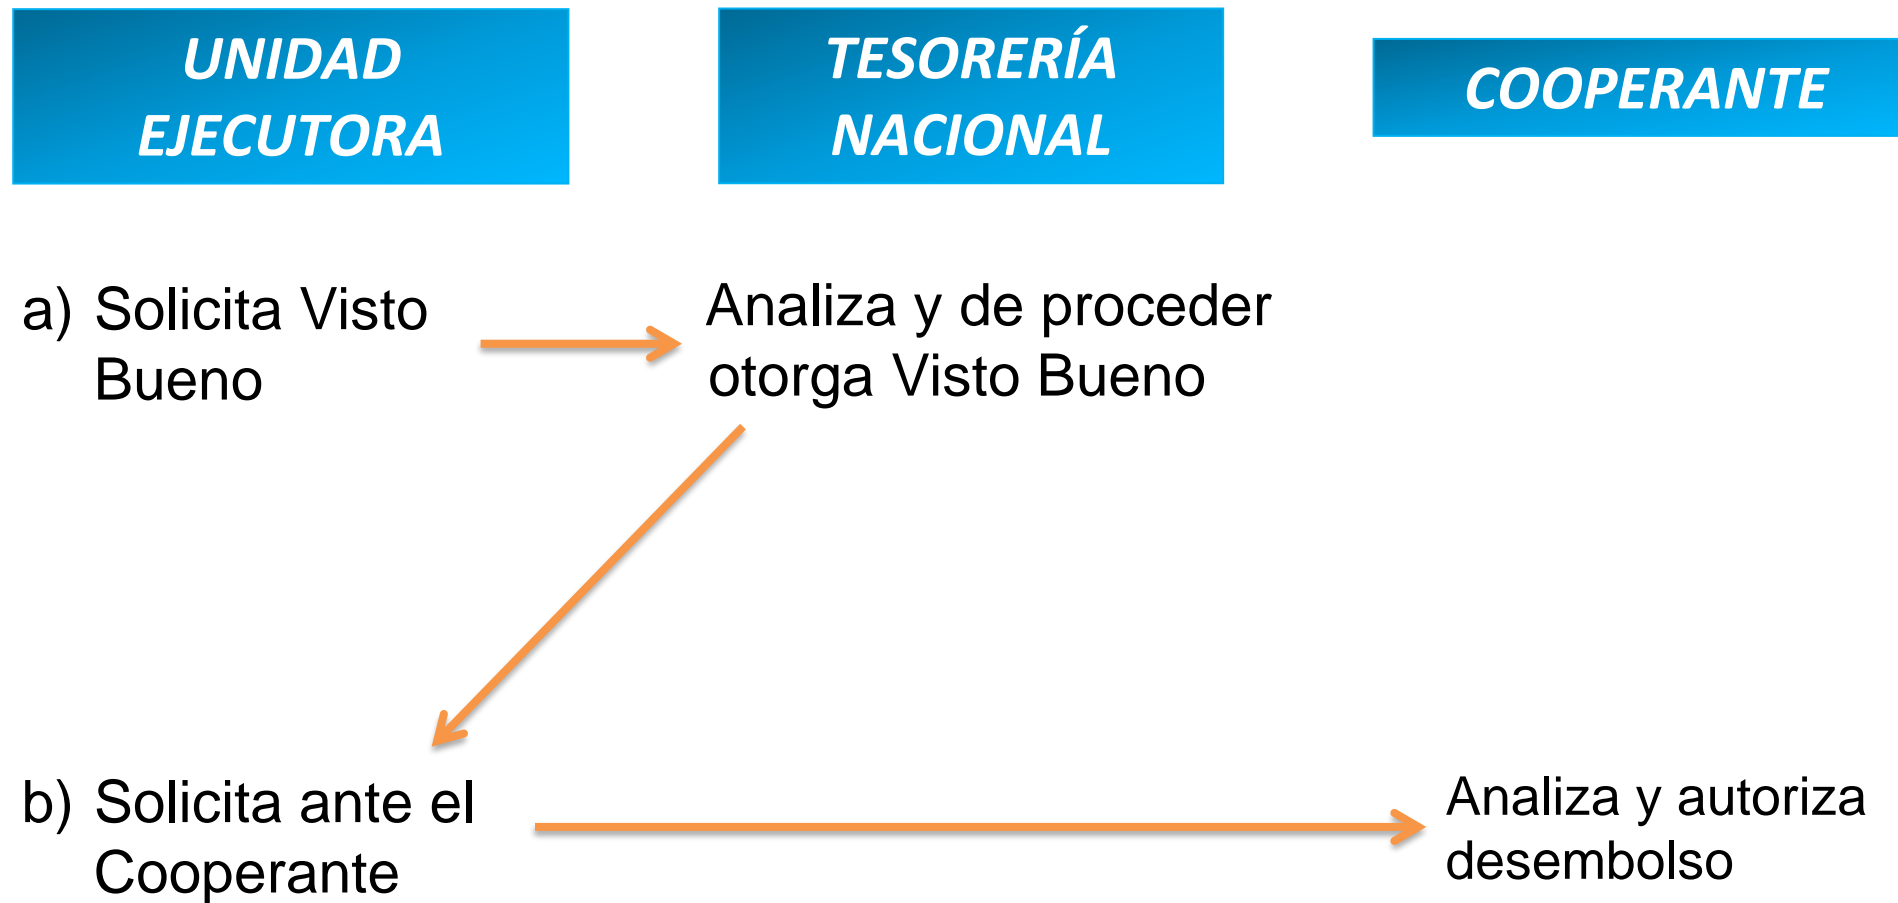 UNIDAD
EJECUTORA
TESORERÍA
NACIONAL
COOPERANTE
a) Solicita Visto
Bueno
Analiza y de proceder
otorga Visto Bueno
b) Solicita ante el
Cooperante
Analiza y autoriza
desembolso